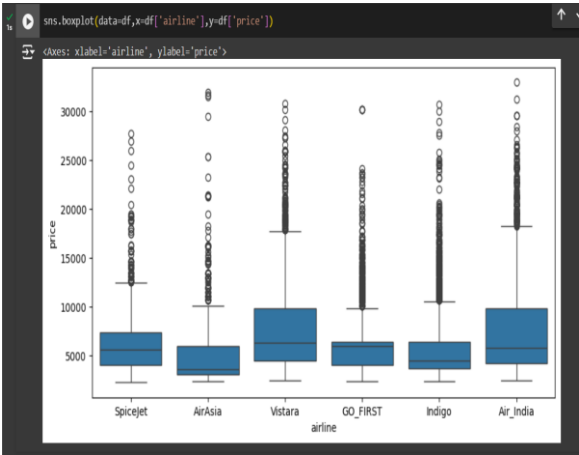 1s
sns.boxplot(data=df,x=df['airline'],y=df['price'])
<Axes: xlabel='airline', ylabel='price'>
30000
25000
20000
15000
10000
5000
price
SpiceJet AirAsia Vistara GO_FIRST Indigo Air_India
airline